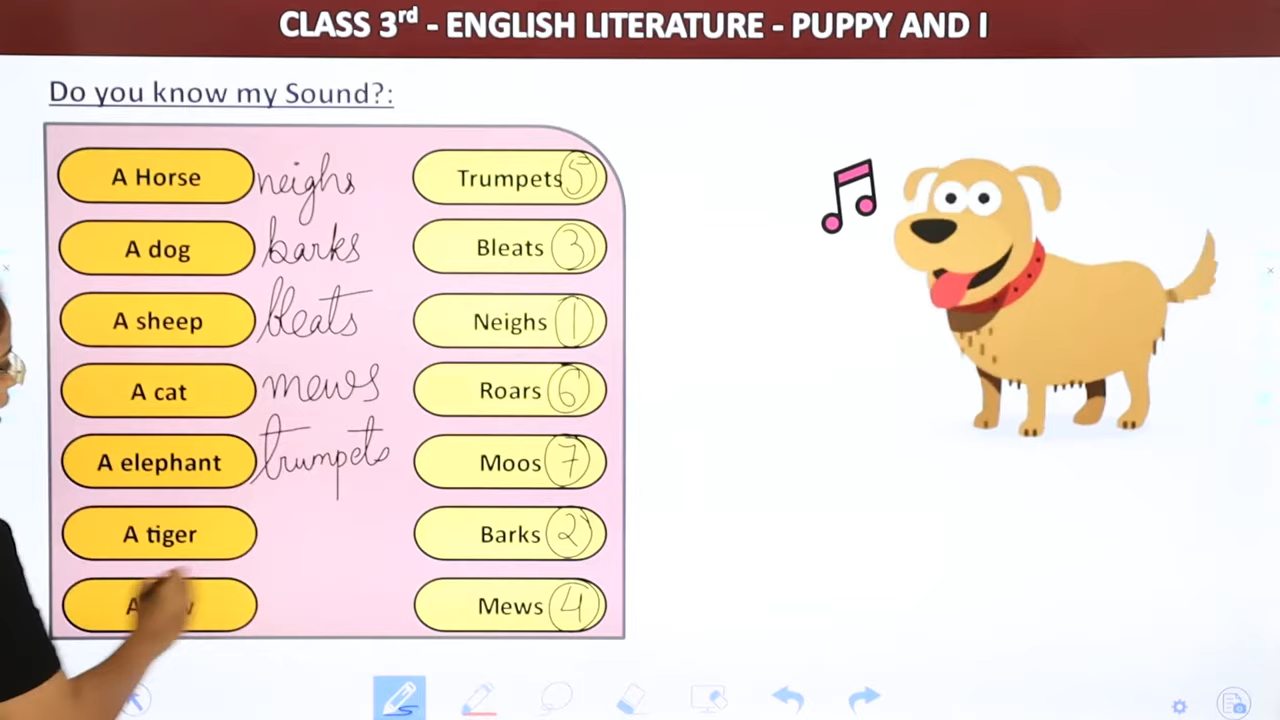 CLASS 3rd - ENGLISH LITERATURE - PUPPY AND I
Do you know my Sound?:
A Horse neighs Trumpets 5
A dog barks Bleats 3
A sheep bleats Neighs 1
A cat mews Roars 6
A elephant trumpets Moos 7
A tiger Barks 2
A Mews 4